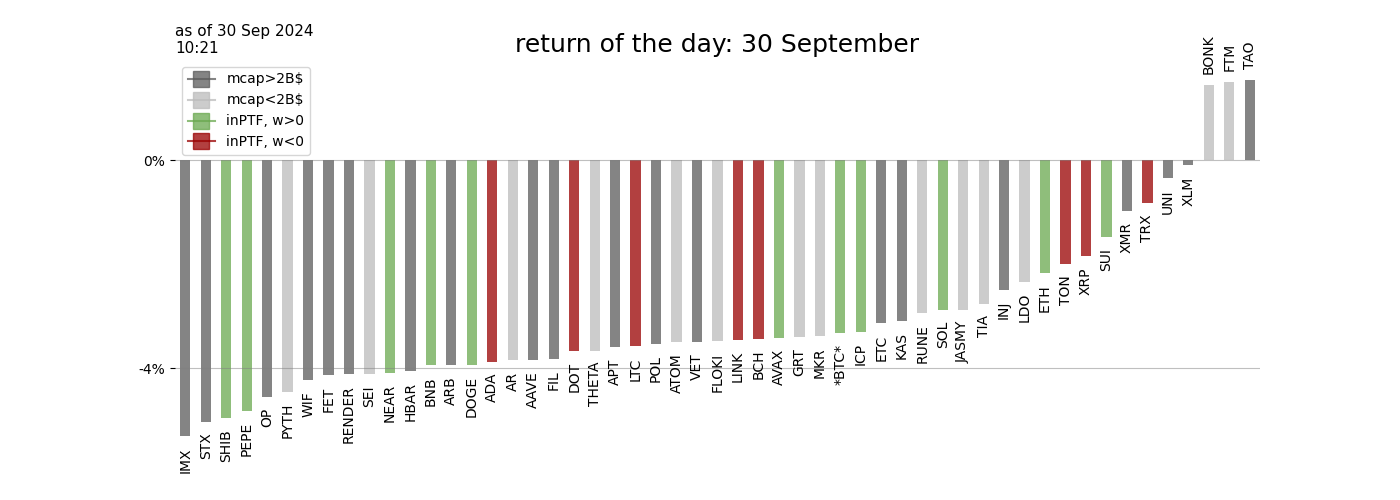 as of 30 Sep 2024
10:21
return of the day: 30 September
mcap>2B$
mcap<2B$
inPTF, w>0
inPTF, w<0
0%
-4%
IMX
STX
SHIB
PEPE
OP
PYTH
WIF
FET
RENDER
SEI
NEAR
HBAR
BNB
ARB
DOGE
ADA
AR
AAVE
FIL
DOT
THETA
APT
LTC
POL
ATOM
VET
FLOKI
LINK
BCH
AVAX
GRT
MKR
*BTC*
ICP
ETC
KAS
RUNE
SOL
JASMY
TIA
INJ
LDO
ETH
TON
XRP
SUI
XMR
TRX
UNI
XLM
BONK
FTM
TAO